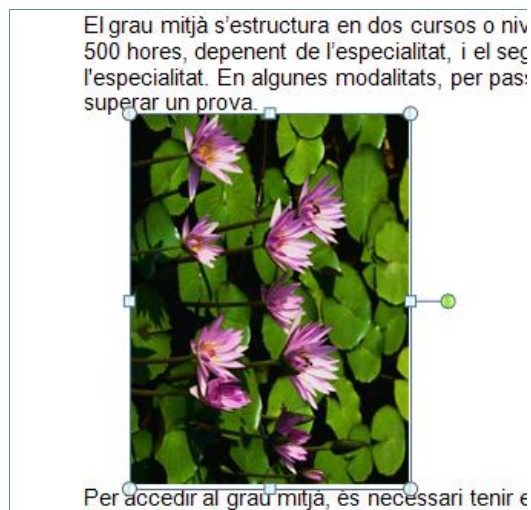 El grau mitjà s’estructura en dos cursos o niv
500 hores, depenent de l’especialitat, i el seg
l'especialitat. En algunes modalitats, per pass
superar un prova.
Per accedir al grau mitjà, és necessari tenir e